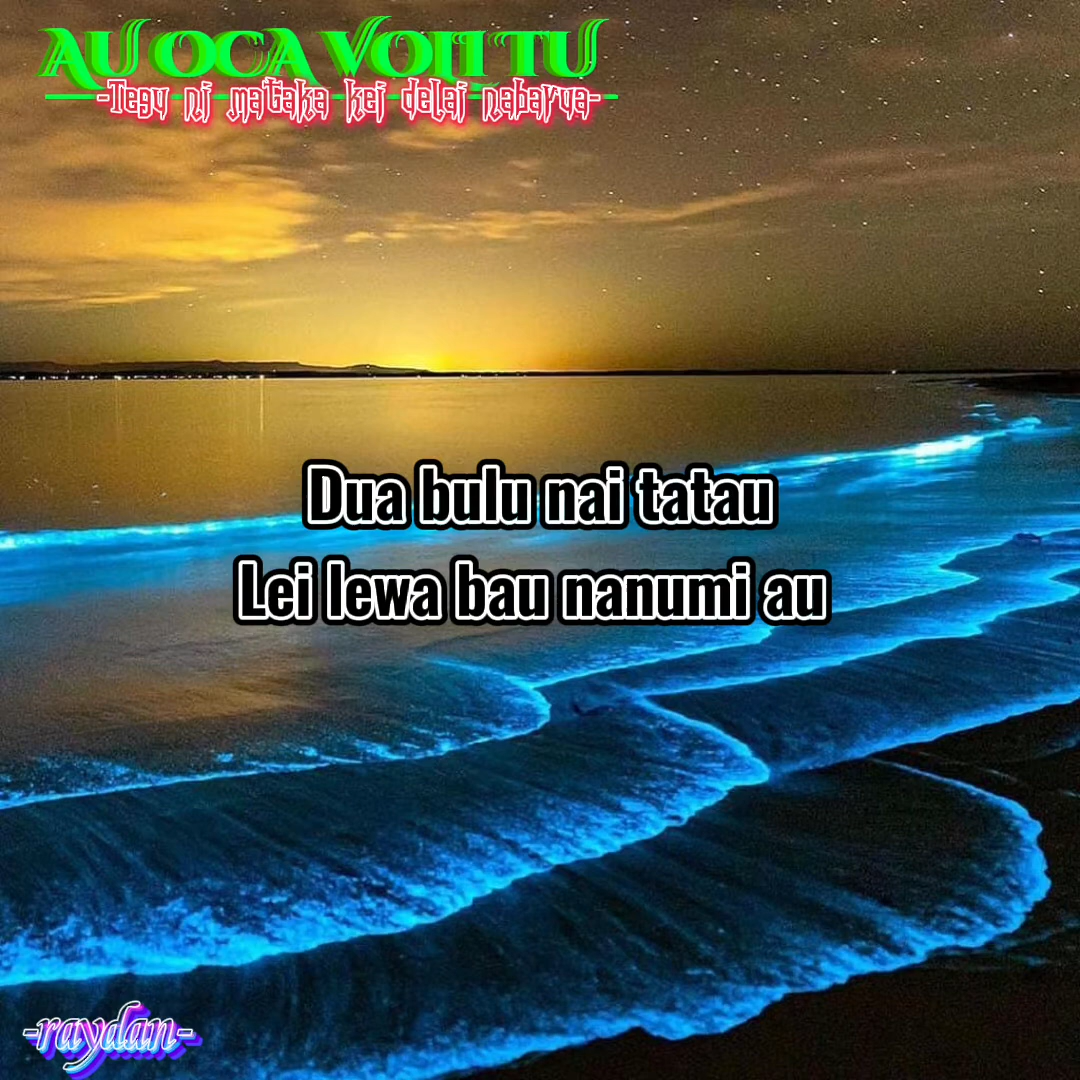 AU OCA VOLI TU
-Tegu ni mataka kei delai nabarua-
Dua bulu nai tatau
Lei lewa bau nanumi au
-raydan-